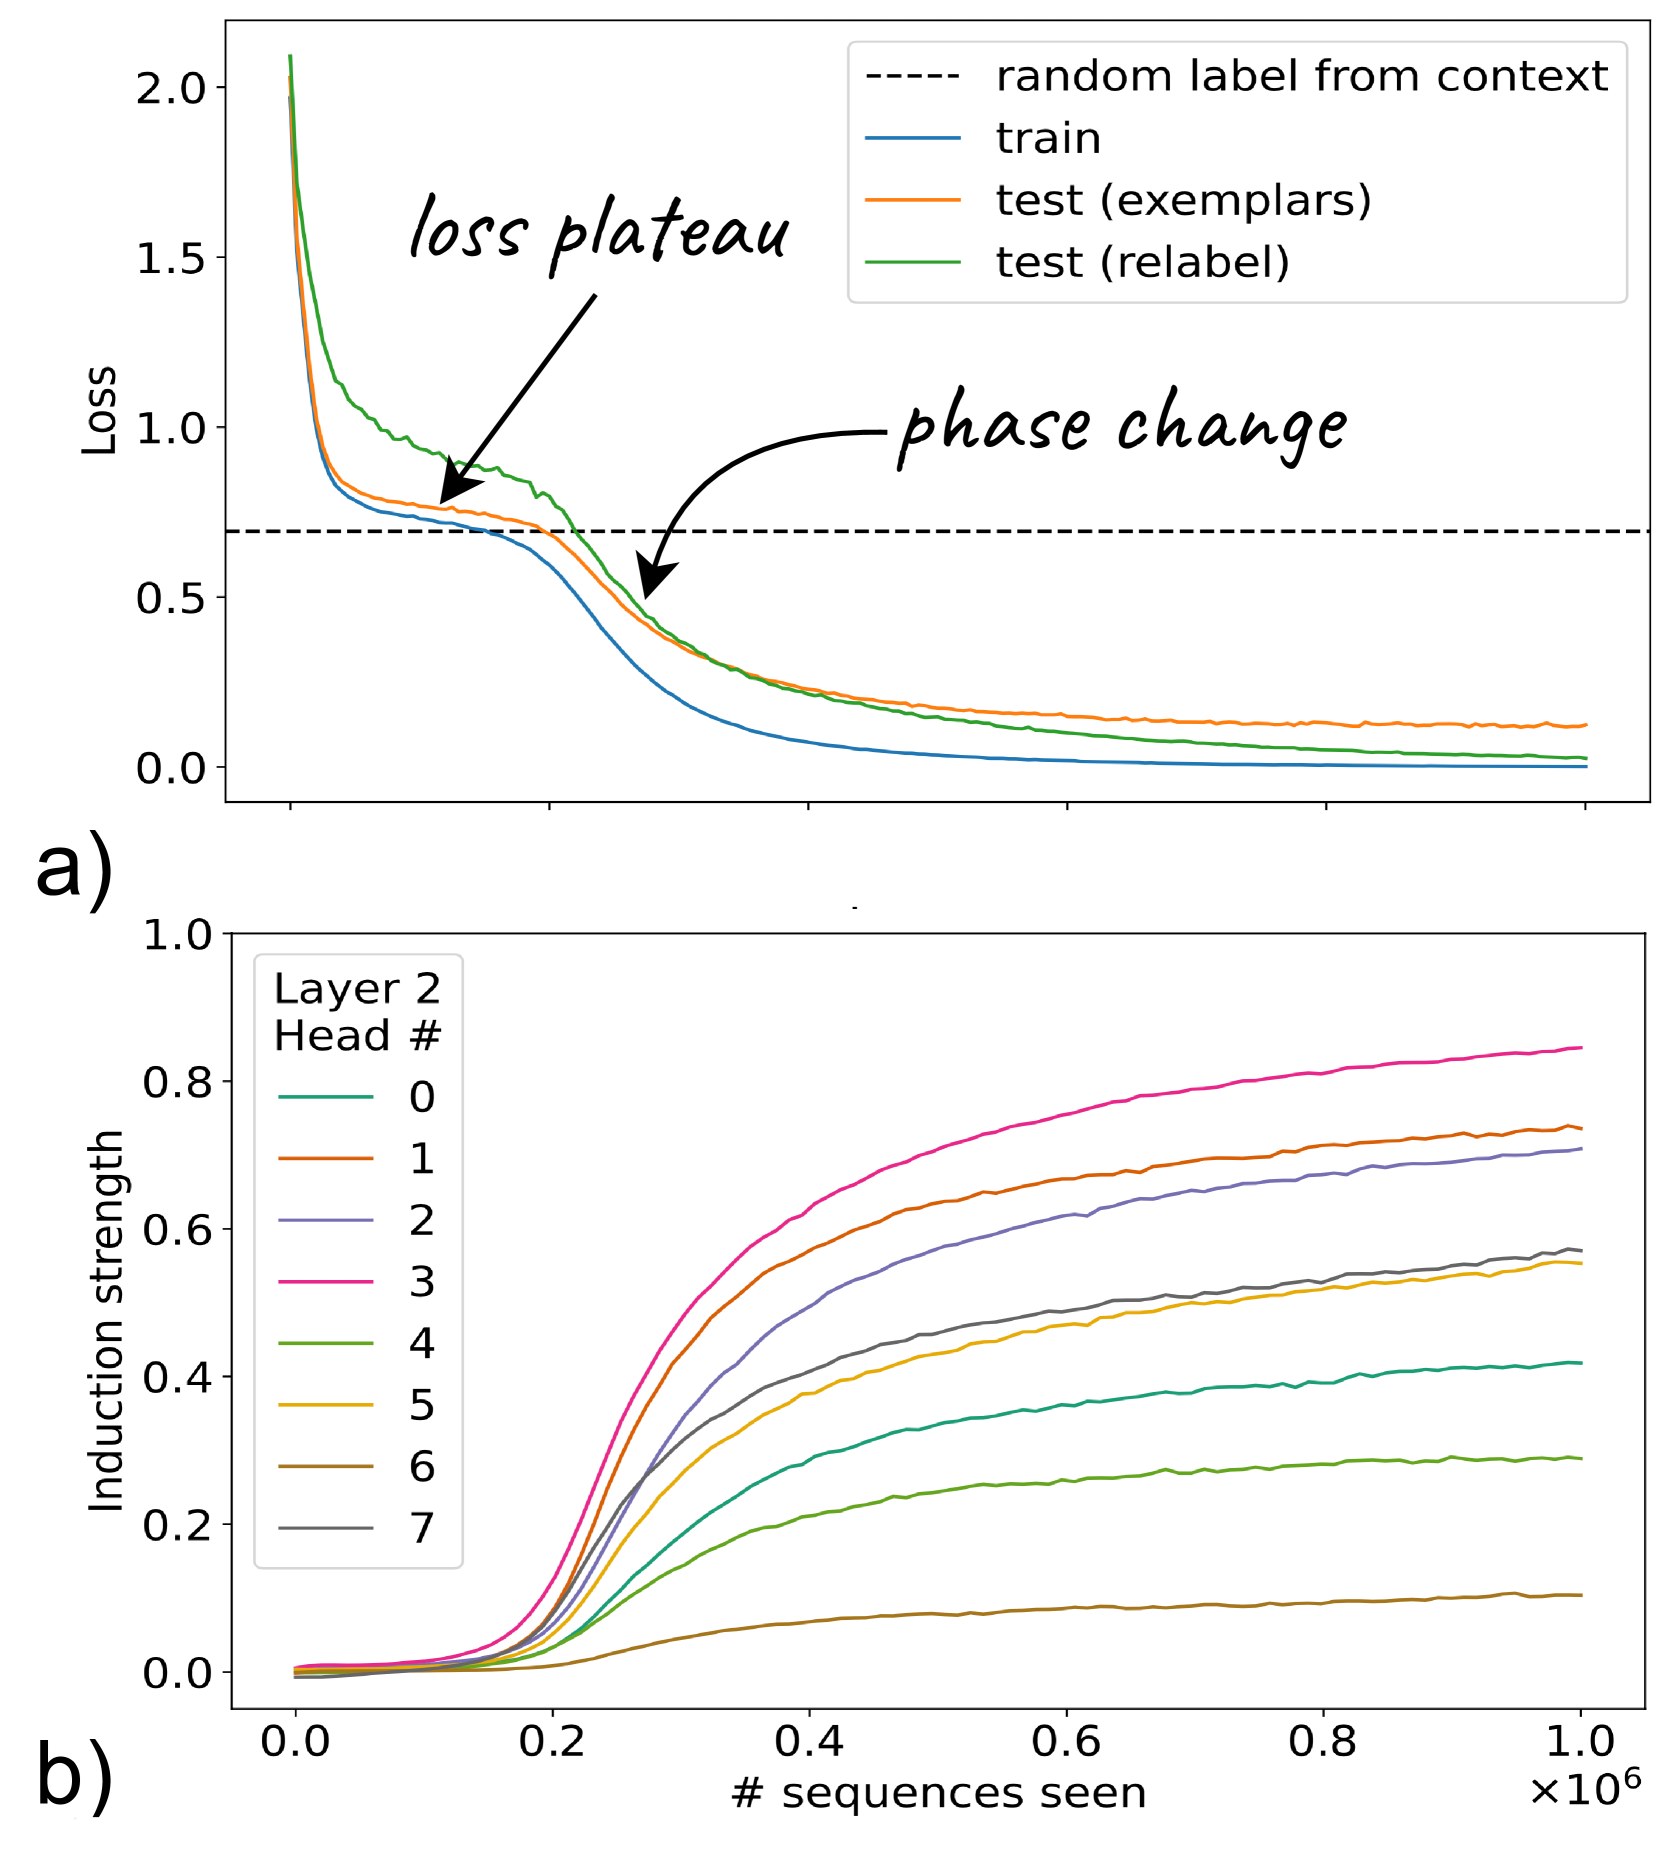 2.0
1.5
1.0
0.5
0.0
Loss
random label from context
train
test (exemplars)
test (relabel)
loss plateau
phase change
a)
1.0
0.8
0.6
0.4
0.2
0.0
Induction strength
Layer 2
Head #
0
1
2
3
4
5
6
7
0.0 0.2 0.4 0.6 0.8 1.0
# sequences seen
×10⁶
b)